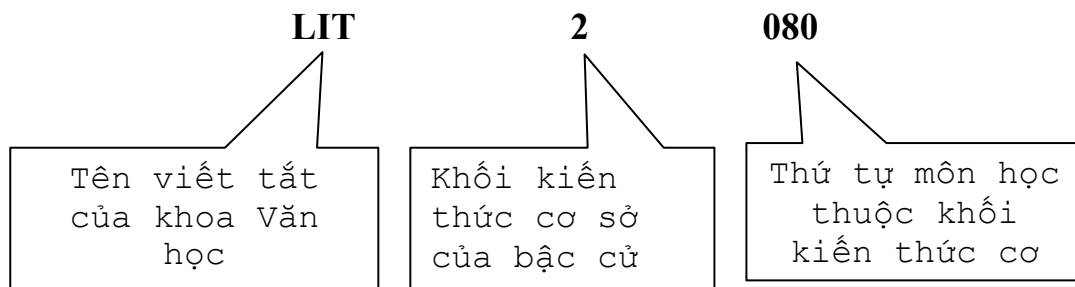 LIT 2 080
Tên viết tắt
của khoa Văn
học
Khối kiến
thức cơ sở
của bậc cử
Thứ tự môn học
thuộc khối
kiến thức cơ